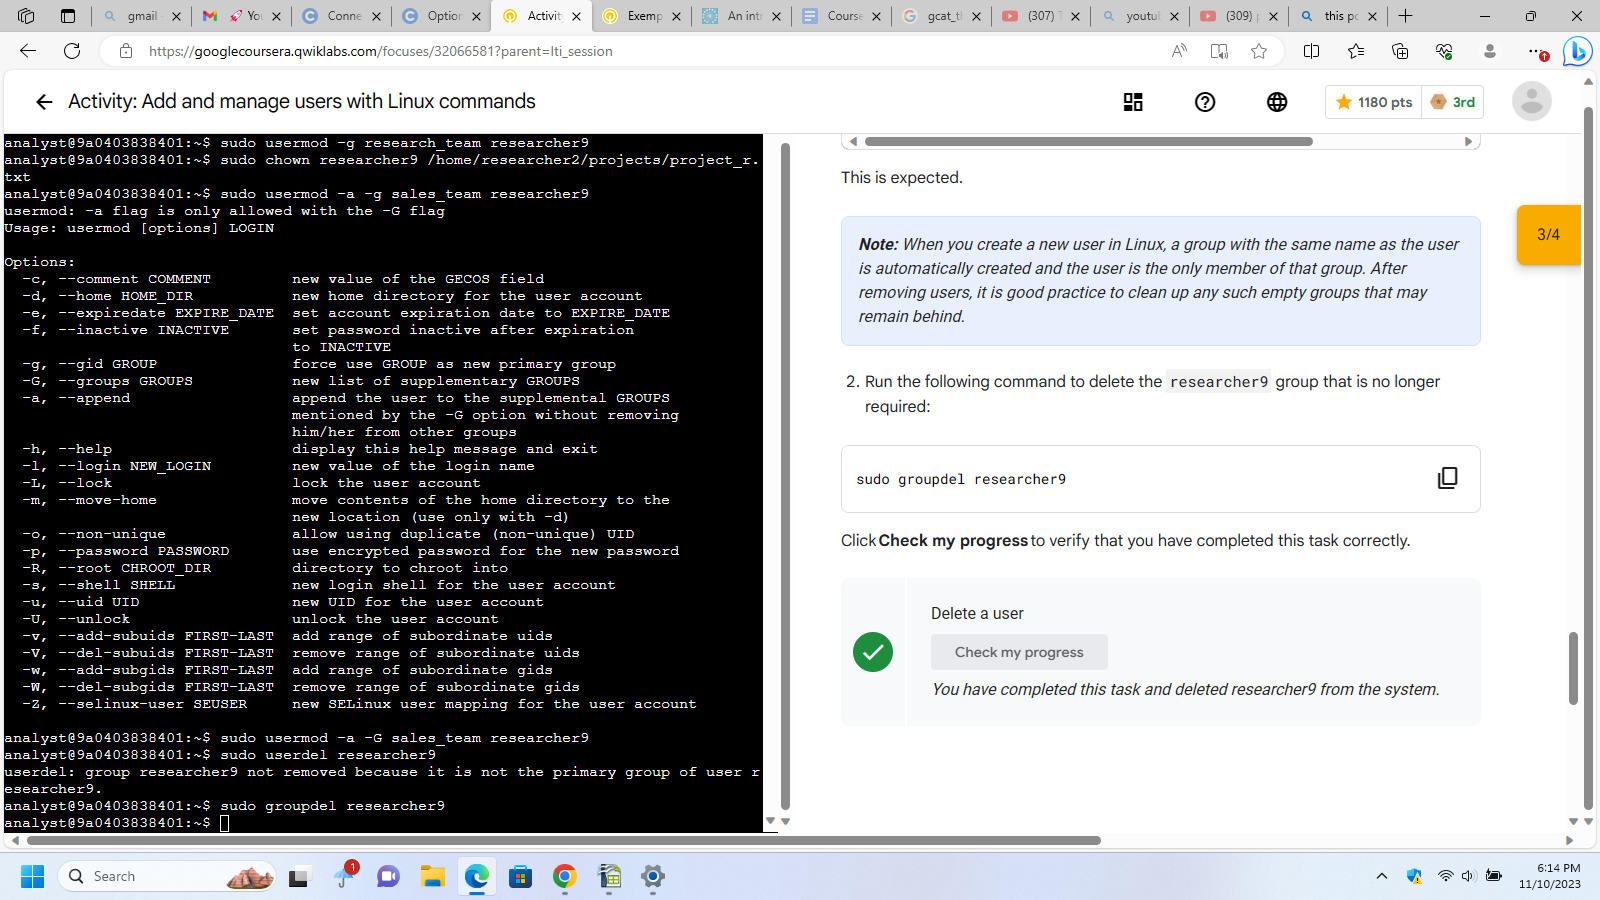 gmail
You
Conne
Option
Activity
Exemp
An int
Course
gcat_tl
(307) T
youtul
(309) p
this po
https://googlecoursera.qwiklabs.com/focuses/32066581?parent=lti_session
Activity: Add and manage users with Linux commands
1180 pts
3rd
analyst@9a0403838401:~$ sudo usermod -g research_team researcher9
analyst@9a0403838401:~$ sudo chown researcher9 /home/researcher2/projects/project_r.
txt
analyst@9a0403838401:~$ sudo usermod -a -g sales_team researcher9
usermod: -a flag is only allowed with the -G flag
Usage: usermod [options] LOGIN
Options:
-c, --comment COMMENT new value of the GECOS field
-d, --home HOME_DIR new home directory for the user account
-e, --expiredate EXPIRE_DATE set account expiration date to EXPIRE_DATE
-f, --inactive INACTIVE set password inactive after expiration
to INACTIVE
-g, --gid GROUP force use GROUP as new primary group
-G, --groups GROUPS new list of supplementary GROUPS
-a, --append append the user to the supplemental GROUPS
mentioned by the -G option without removing
him/her from other groups
-h, --help display this help message and exit
-l, --login NEW_LOGIN new value of the login name
-L, --lock lock the user account
-m, --move-home move contents of the home directory to the
new location (use only with -d)
-o, --non-unique allow using duplicate (non-unique) UID
-p, --password PASSWORD use encrypted password for the new password
-R, --root CHROOT_DIR directory to chroot into
-s, --shell SHELL new login shell for the user account
-u, --uid UID new UID for the user account
-U, --unlock unlock the user account
-v, --add-subuids FIRST-LAST add range of subordinate uids
-V, --del-subuids FIRST-LAST remove range of subordinate uids
-w, --add-subgids FIRST-LAST add range of subordinate gids
-W, --del-subgids FIRST-LAST remove range of subordinate gids
-Z, --selinux-user SEUSER new SELinux user mapping for the user account
analyst@9a0403838401:~$ sudo usermod -a -G sales_team researcher9
analyst@9a0403838401:~$ sudo userdel researcher9
userdel: group researcher9 not removed because it is not the primary group of user r
esearcher9.
analyst@9a0403838401:~$ sudo groupdel researcher9
analyst@9a0403838401:~$
This is expected.
Note: When you create a new user in Linux, a group with the same name as the user
is automatically created and the user is the only member of that group. After
removing users, it is good practice to clean up any such empty groups that may
remain behind.
3/4
2. Run the following command to delete the researcher9 group that is no longer
required:
sudo groupdel researcher9
Click Check my progress to verify that you have completed this task correctly.
Delete a user
Check my progress
You have completed this task and deleted researcher9 from the system.
Search
1
6:14 PM
11/10/2023